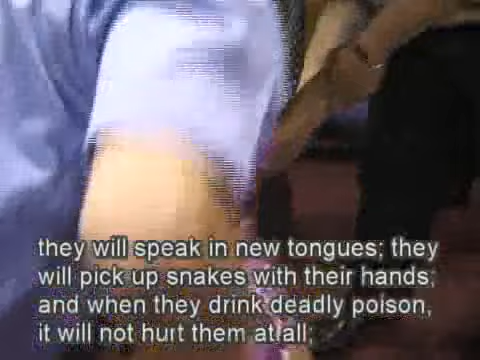 they will speak in new tongues; they
will pick up snakes with their hands;
and when they drink deadly poison,
it will not hurt them at all;